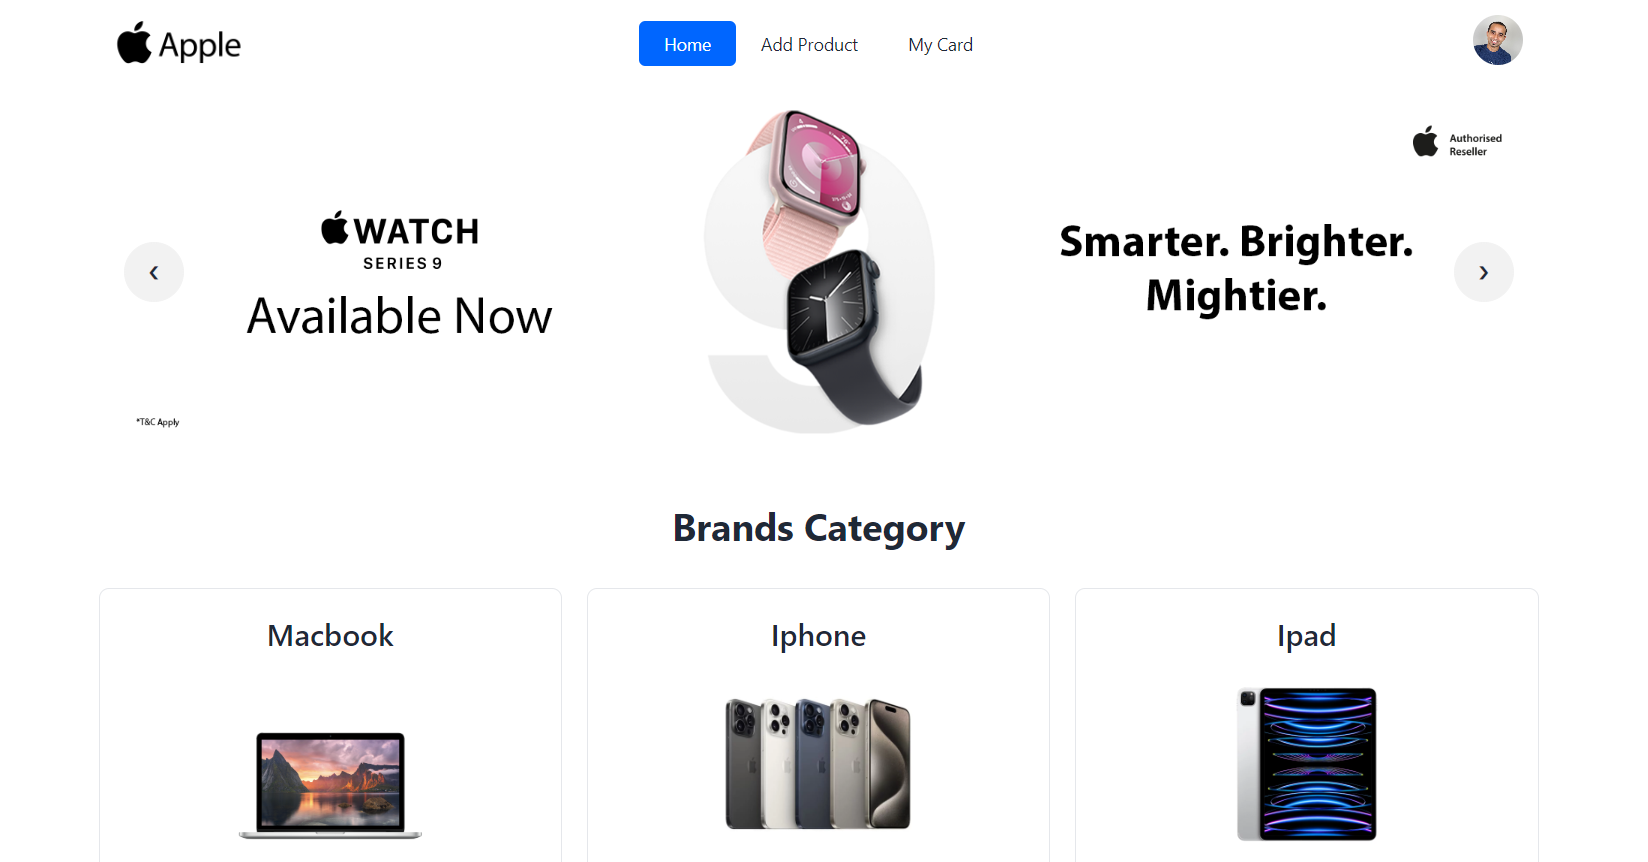 Apple
Home
Add Product
My Card
Authorised
Reseller
WATCH
SERIES 9
Available Now
Smarter. Brighter.
Mightier.
*T&C Apply
Brands Category
Macbook
Iphone
Ipad